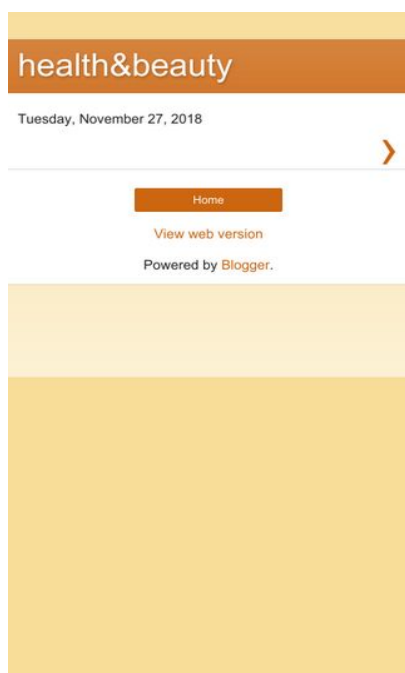 health&beauty
Tuesday, November 27, 2018
❯
Home
View web version
Powered by Blogger.